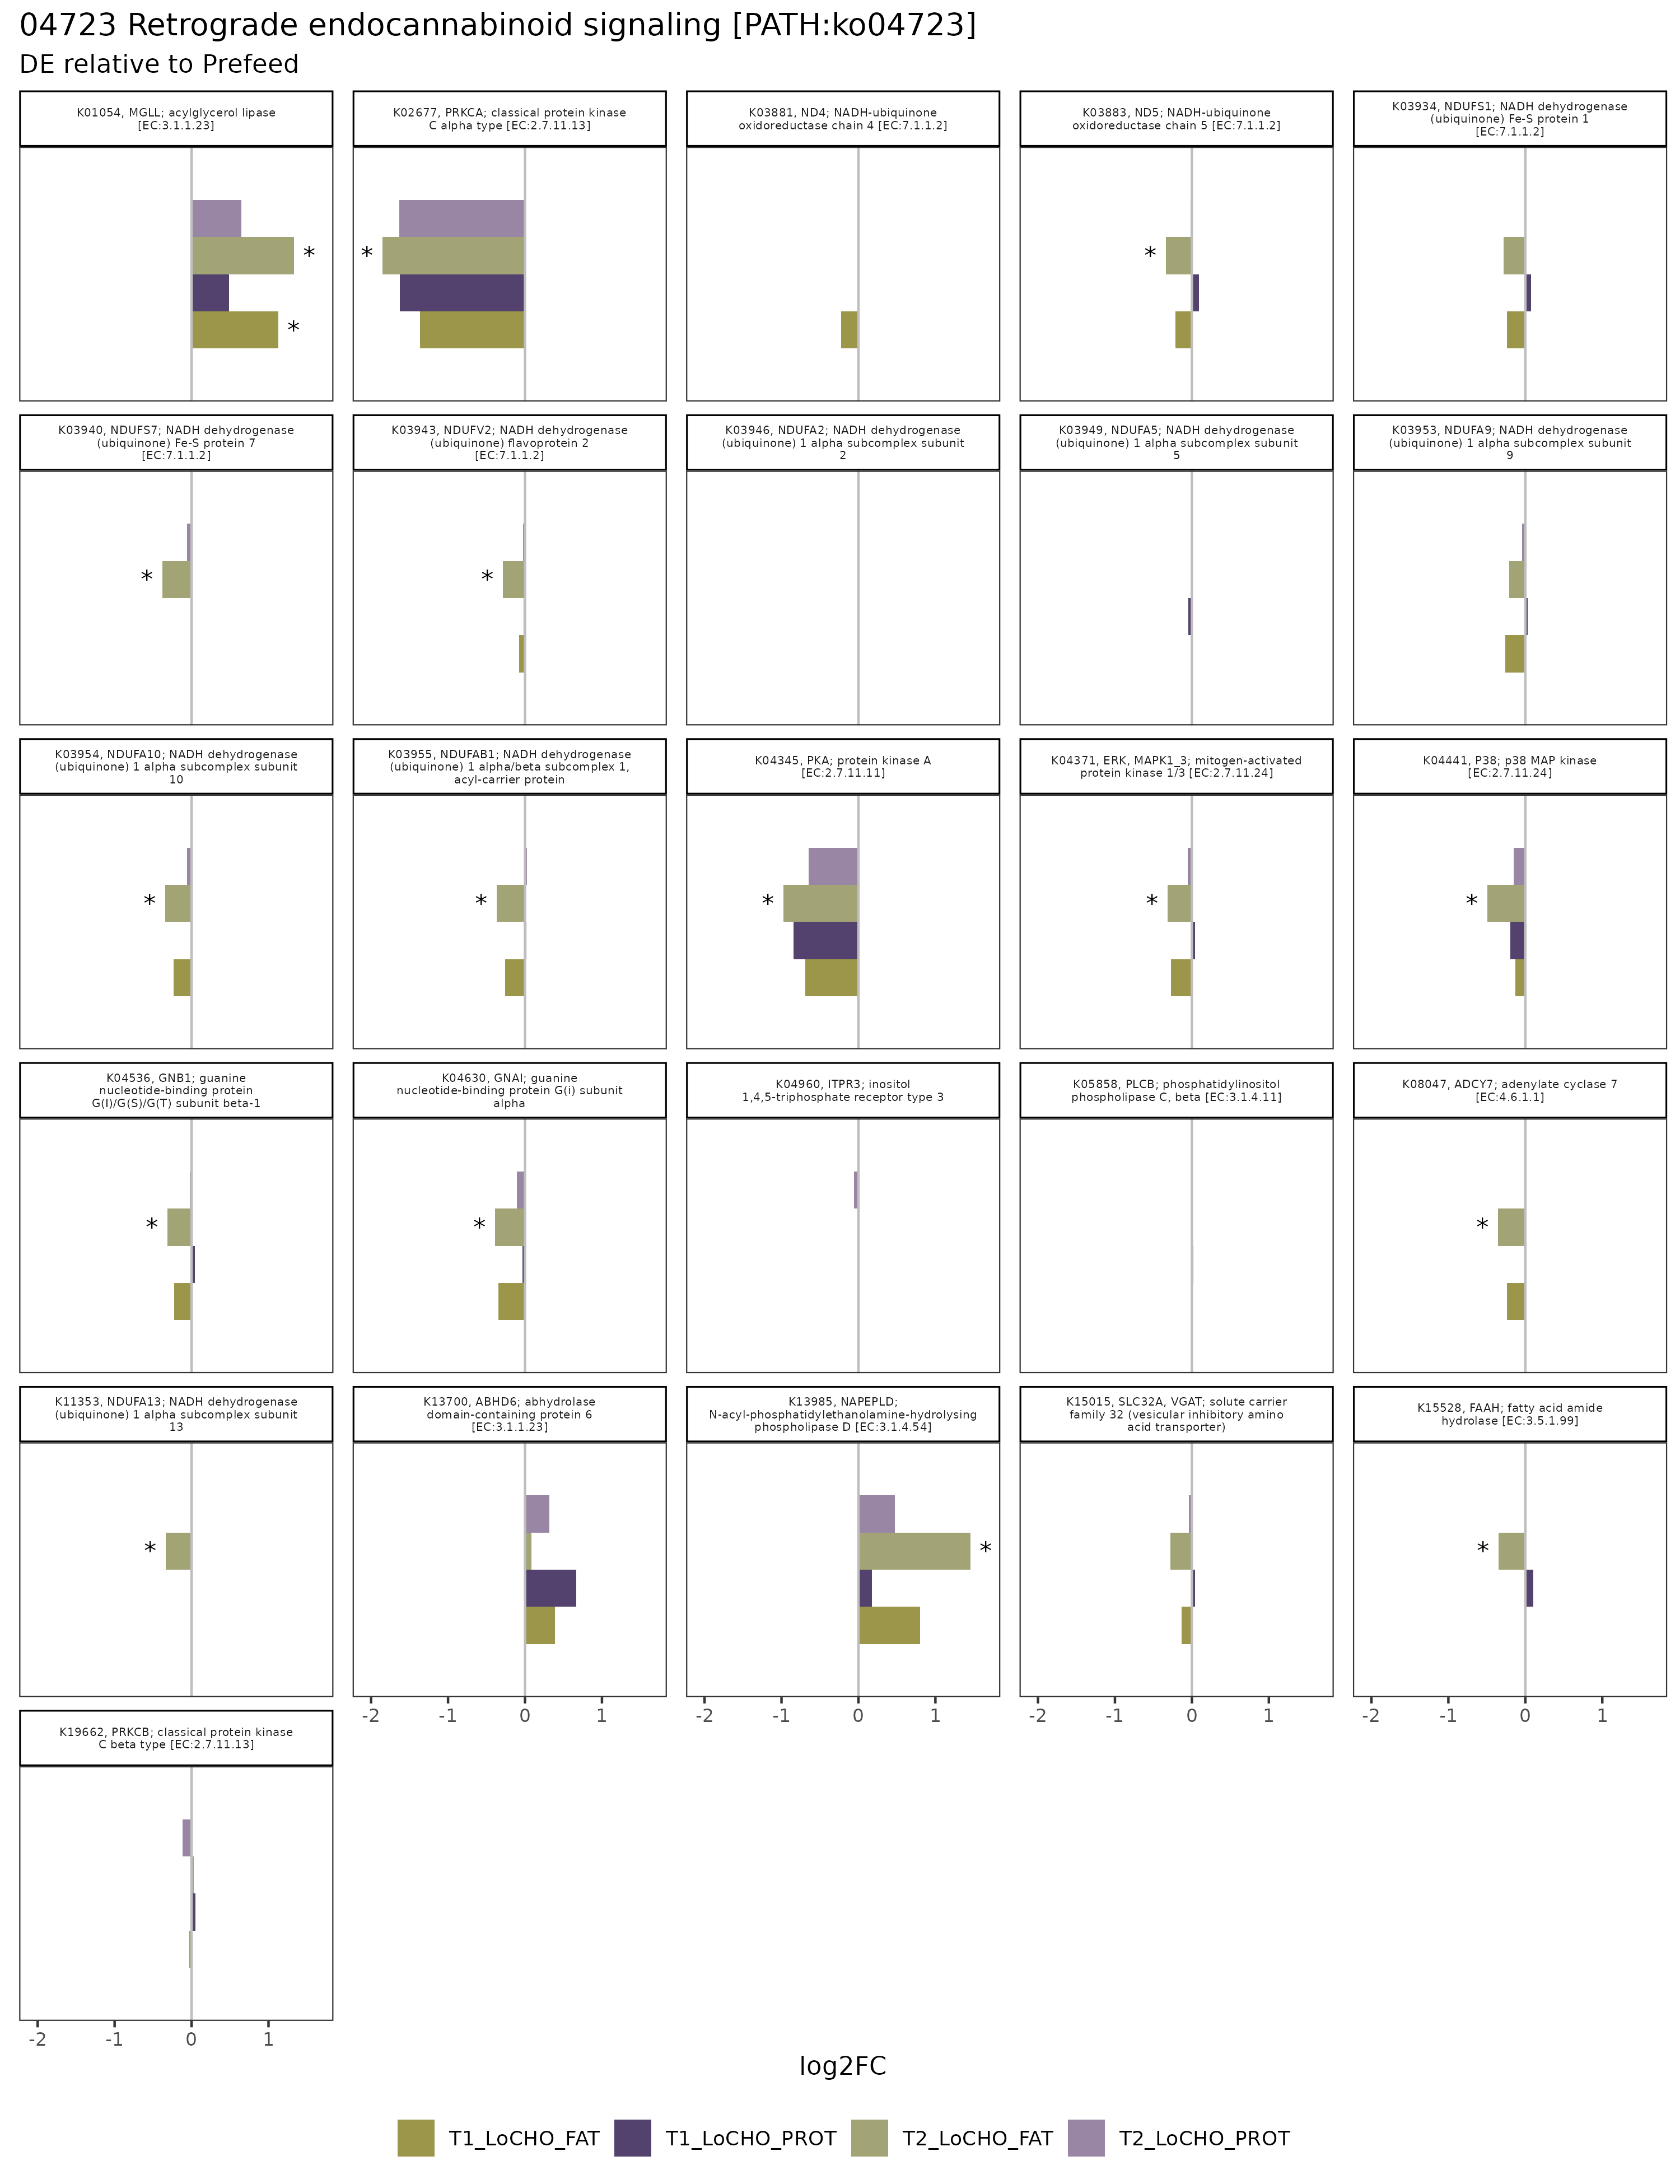 04723 Retrograde endocannabinoid signaling [PATH:ko04723]
DE relative to Prefeed
K01054, MGLL; acylglycerol lipase
[EC:3.1.1.23]
K02677, PRKCA; classical protein kinase
C alpha type [EC:2.7.11.13]
K03881, ND4; NADH-ubiquinone
oxidoreductase chain 4 [EC:7.1.1.2]
K03883, ND5; NADH-ubiquinone
oxidoreductase chain 5 [EC:7.1.1.2]
K03934, NDUFS1; NADH dehydrogenase
(ubiquinone) Fe-S protein 1
[EC:7.1.1.2]
*
*
*
*
K03940, NDUFS7; NADH dehydrogenase
(ubiquinone) Fe-S protein 7
[EC:7.1.1.2]
K03943, NDUFV2; NADH dehydrogenase
(ubiquinone) flavoprotein 2
[EC:7.1.1.2]
K03946, NDUFA2; NADH dehydrogenase
(ubiquinone) 1 alpha subcomplex subunit
2
K03949, NDUFA5; NADH dehydrogenase
(ubiquinone) 1 alpha subcomplex subunit
5
K03953, NDUFA9; NADH dehydrogenase
(ubiquinone) 1 alpha subcomplex subunit
9
*
*
K03954, NDUFA10; NADH dehydrogenase
(ubiquinone) 1 alpha subcomplex subunit
10
K03955, NDUFAB1; NADH dehydrogenase
(ubiquinone) 1 alpha/beta subcomplex 1,
acyl-carrier protein
K04345, PKA; protein kinase A
[EC:2.7.11.11]
K04371, ERK, MAPK1_3; mitogen-activated
protein kinase 1/3 [EC:2.7.11.24]
K04441, P38; p38 MAP kinase
[EC:2.7.11.24]
*
*
*
*
*
K04536, GNB1; guanine
nucleotide-binding protein
G(I)/G(S)/G(T) subunit beta-1
K04630, GNAI; guanine
nucleotide-binding protein G(i) subunit
alpha
K04960, ITPR3; inositol
1,4,5-triphosphate receptor type 3
K05858, PLCB; phosphatidylinositol
phospholipase C, beta [EC:3.1.4.11]
K08047, ADCY7; adenylate cyclase 7
[EC:4.6.1.1]
*
*
*
K11353, NDUFA13; NADH dehydrogenase
(ubiquinone) 1 alpha subcomplex subunit
13
K13700, ABHD6; abhydrolase
domain-containing protein 6
[EC:3.1.1.23]
K13985, NAPEPLD;
N-acyl-phosphatidylethanolamine-hydrolysing
phospholipase D [EC:3.1.4.54]
K15015, SLC32A, VGAT; solute carrier
family 32 (vesicular inhibitory amino
acid transporter)
K15528, FAAH; fatty acid amide
hydrolase [EC:3.5.1.99]
*
*
*
-2 -1 0 1
-2 -1 0 1
-2 -1 0 1
-2 -1 0 1
K19662, PRKCB; classical protein kinase
C beta type [EC:2.7.11.13]
-2 -1 0 1
log2FC
T1_LoCHO_FAT
T1_LoCHO_PROT
T2_LoCHO_FAT
T2_LoCHO_PROT